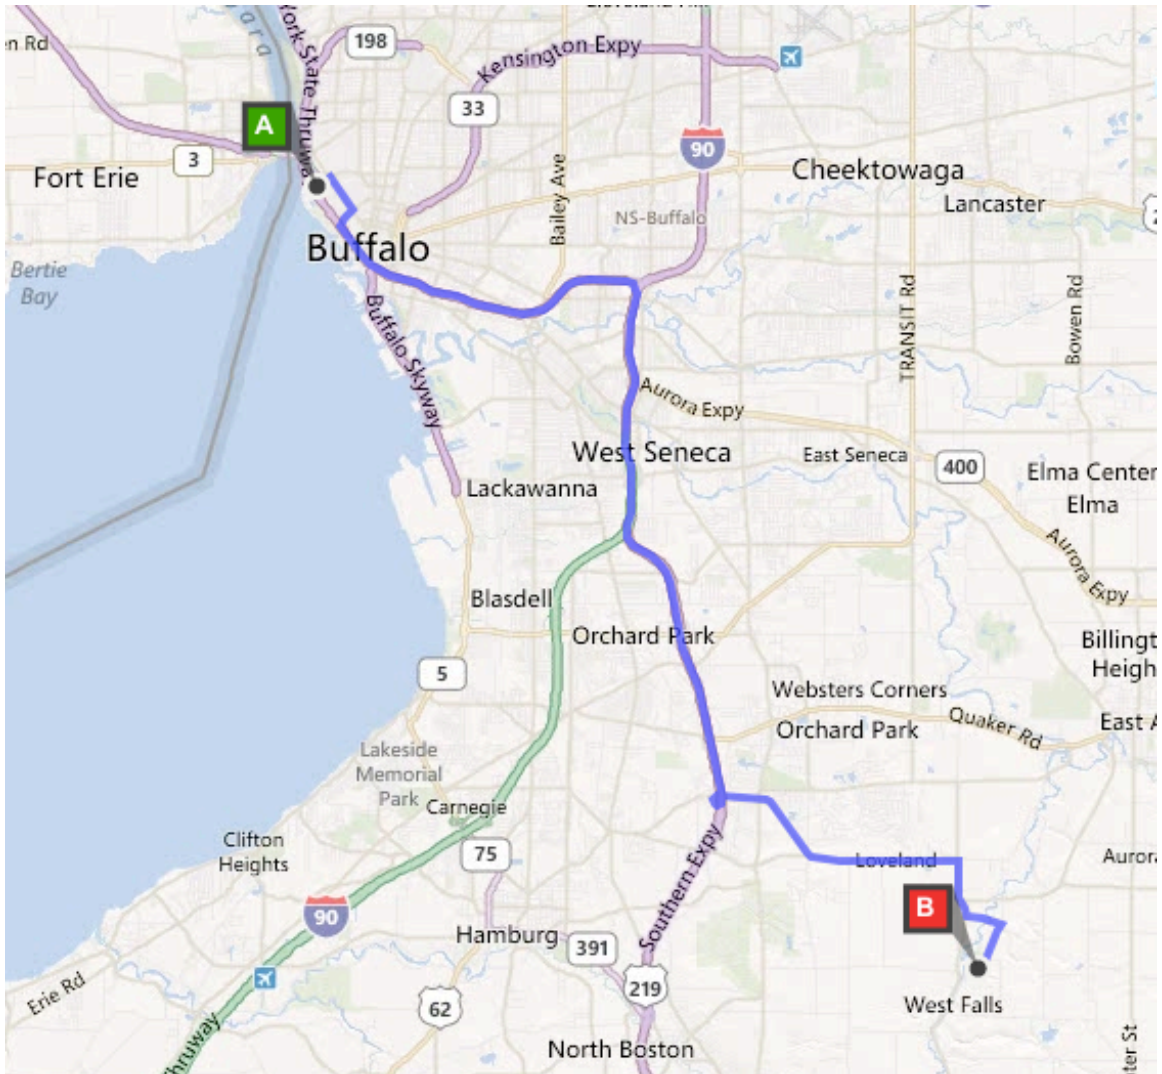 en Rd
ara
York State Thruwa
198
Kensington Expy
A
33
3
90
Fort Erie
Cheektowaga
Bailey Ave
NS-Buffalo
Lancaster
2
Buffalo
Bertie
Bay
TRANSIT Rd
Bowen Rd
Buffalo Skyway
Aurora Expy
West Seneca
East Seneca
400
Elma Center
Elma
Lackawanna
Aurora Expy
Blasdell
Orchard Park
Billingt
Heigh
5
Websters Corners
Orchard Park
Quaker Rd
East A
Lakeside
Memorial
Park
Carnegie
Clifton
Heights
75
Loveland
Aurora
90
B
Southern Expy
Hamburg
391
219
Erie Rd
62
West Falls
North Boston
hruway
ter St